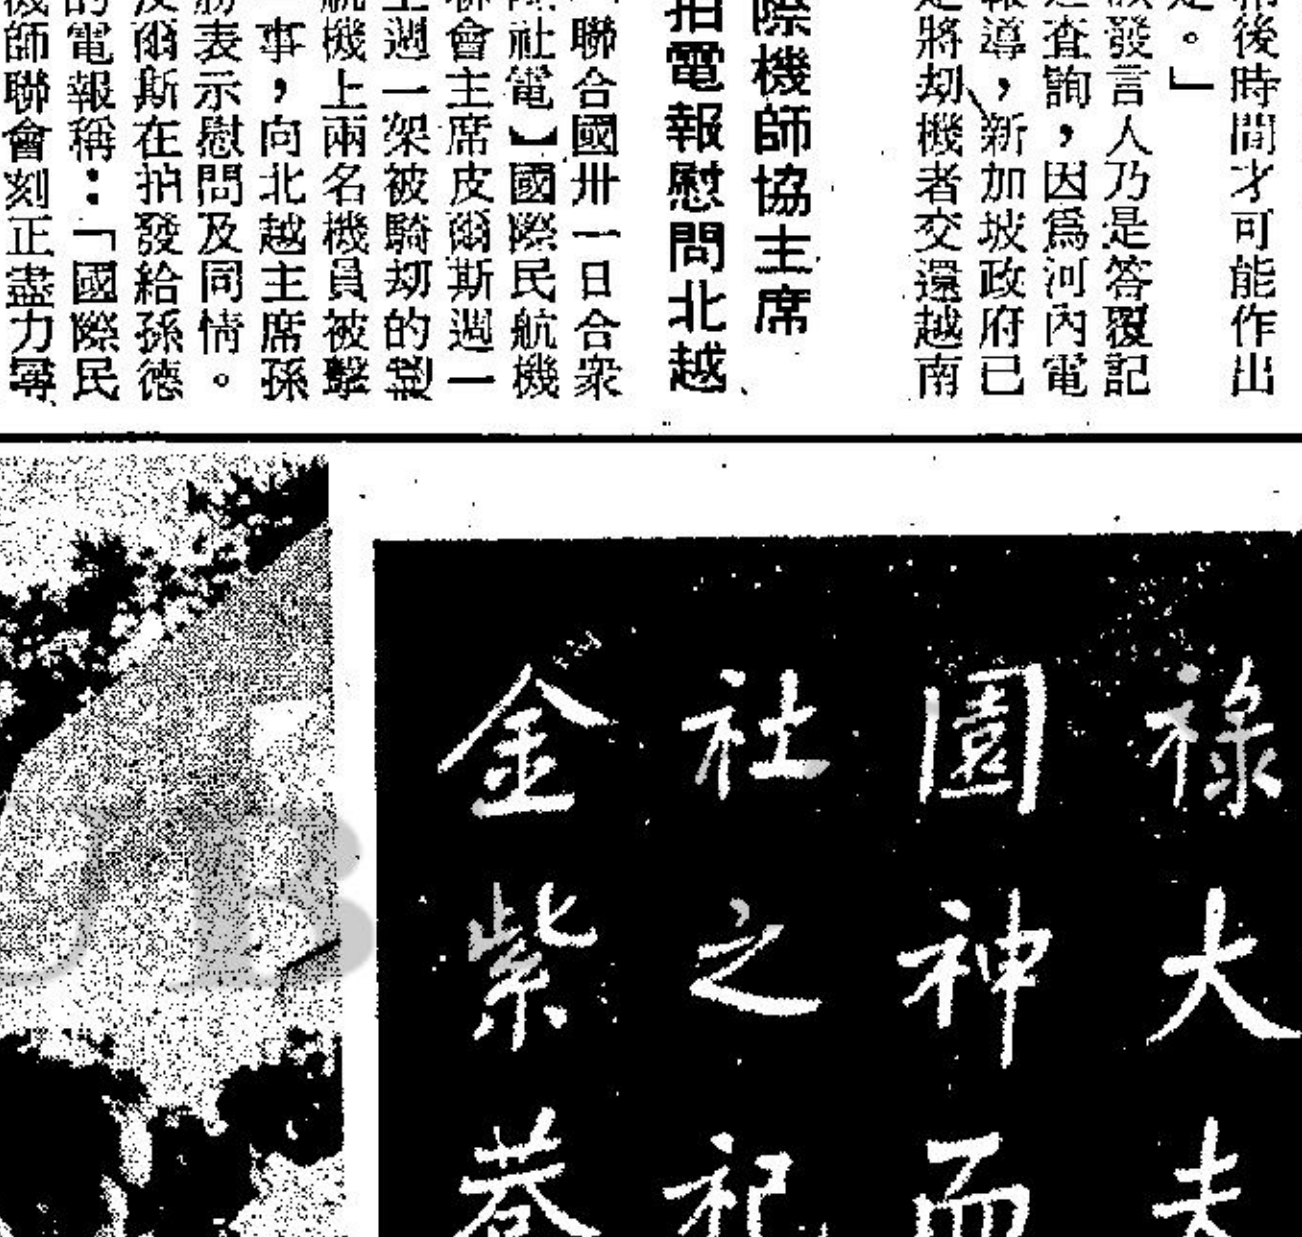 後時間才可能作出
是。」
發言人乃是答覆記
查詢，因為河內電
導，新加坡政府已
將刼機者交還越南
際機師協主席
拍電報慰問北越
聯合國卅一日合衆
社電】國際民航機
聯會主席皮爾斯週一
週一架被騎刼的
航機上兩名機員被擊
事，向北越主席孫
表示慰問及同情。
爾斯在拍發給孫德
的電報稱：「國際民
機師聯會刻正盡力尋
祿大夫
園神而
社之祀
金紫恭
UB